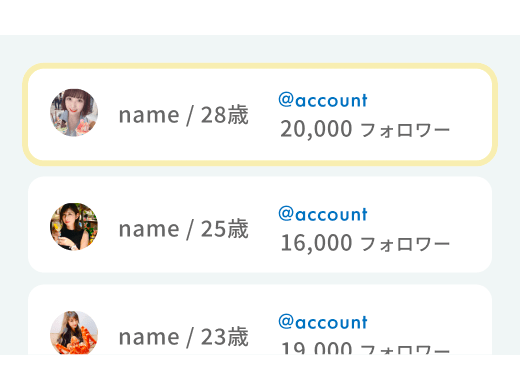 name / 28歳
@account
20,000 フォロワー
name / 25歳
@account
16,000 フォロワー
name / 23歳
@account
19,000 フォロワー